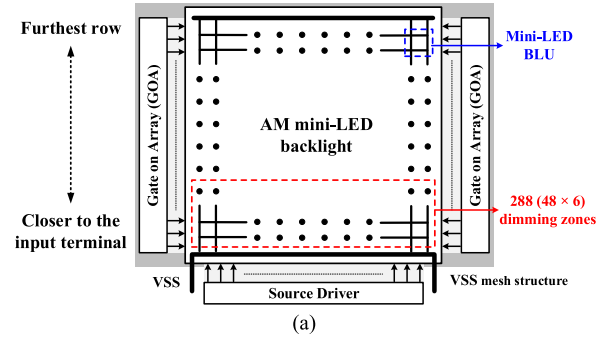 Furthest row
Closer to the
input terminal
Gate on Array (GOA)
AM mini-LED
backlight
Gate on Array (GOA)
Mini-LED
BLU
288 (48 × 6)
dimming zones
VSS
VSS mesh structure
Source Driver
(a)